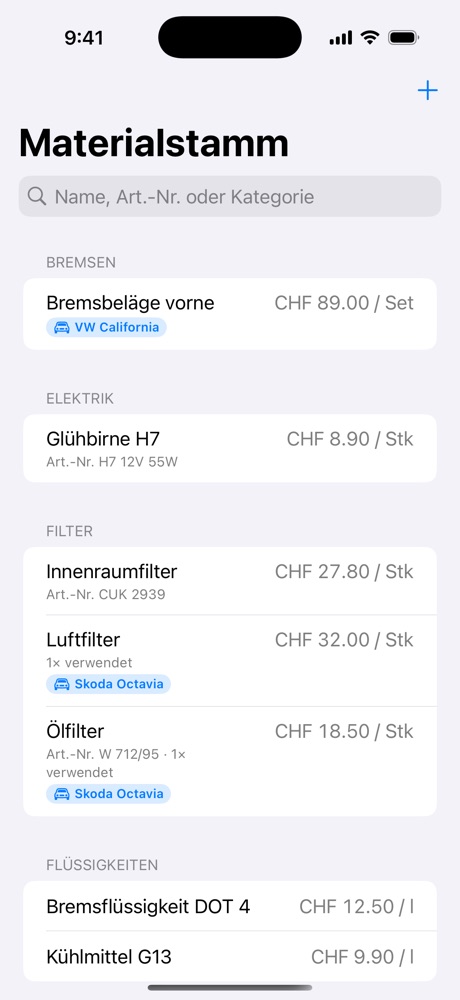 9:41
Materialstamm
Name, Art.-Nr. oder Kategorie
BREMSEN
Bremsbeläge vorne CHF 89.00 / Set
VW California
ELEKTRIK
Glühbirne H7 CHF 8.90 / Stk
Art.-Nr. H7 12V 55W
FILTER
Innenraumfilter CHF 27.80 / Stk
Art.-Nr. CUK 2939
Luftfilter CHF 32.00 / Stk
1× verwendet
Skoda Octavia
Ölfilter CHF 18.50 / Stk
Art.-Nr. W 712/95 · 1×
verwendet
Skoda Octavia
FLÜSSIGKEITEN
Bremsflüssigkeit DOT 4 CHF 12.50 / l
Kühlmittel G13 CHF 9.90 / l